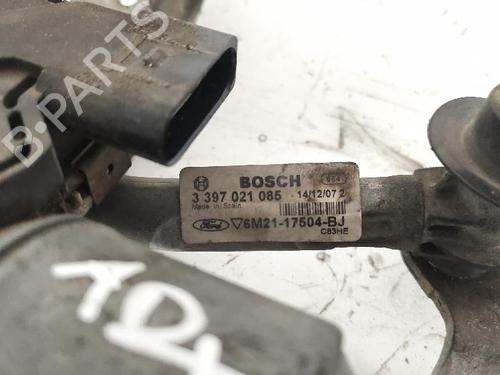 B-PARTS
BOSCH
3 397 021 085 14/12/07 2
Made in Spain
Ford
6M21-17504-BJ
C83HE